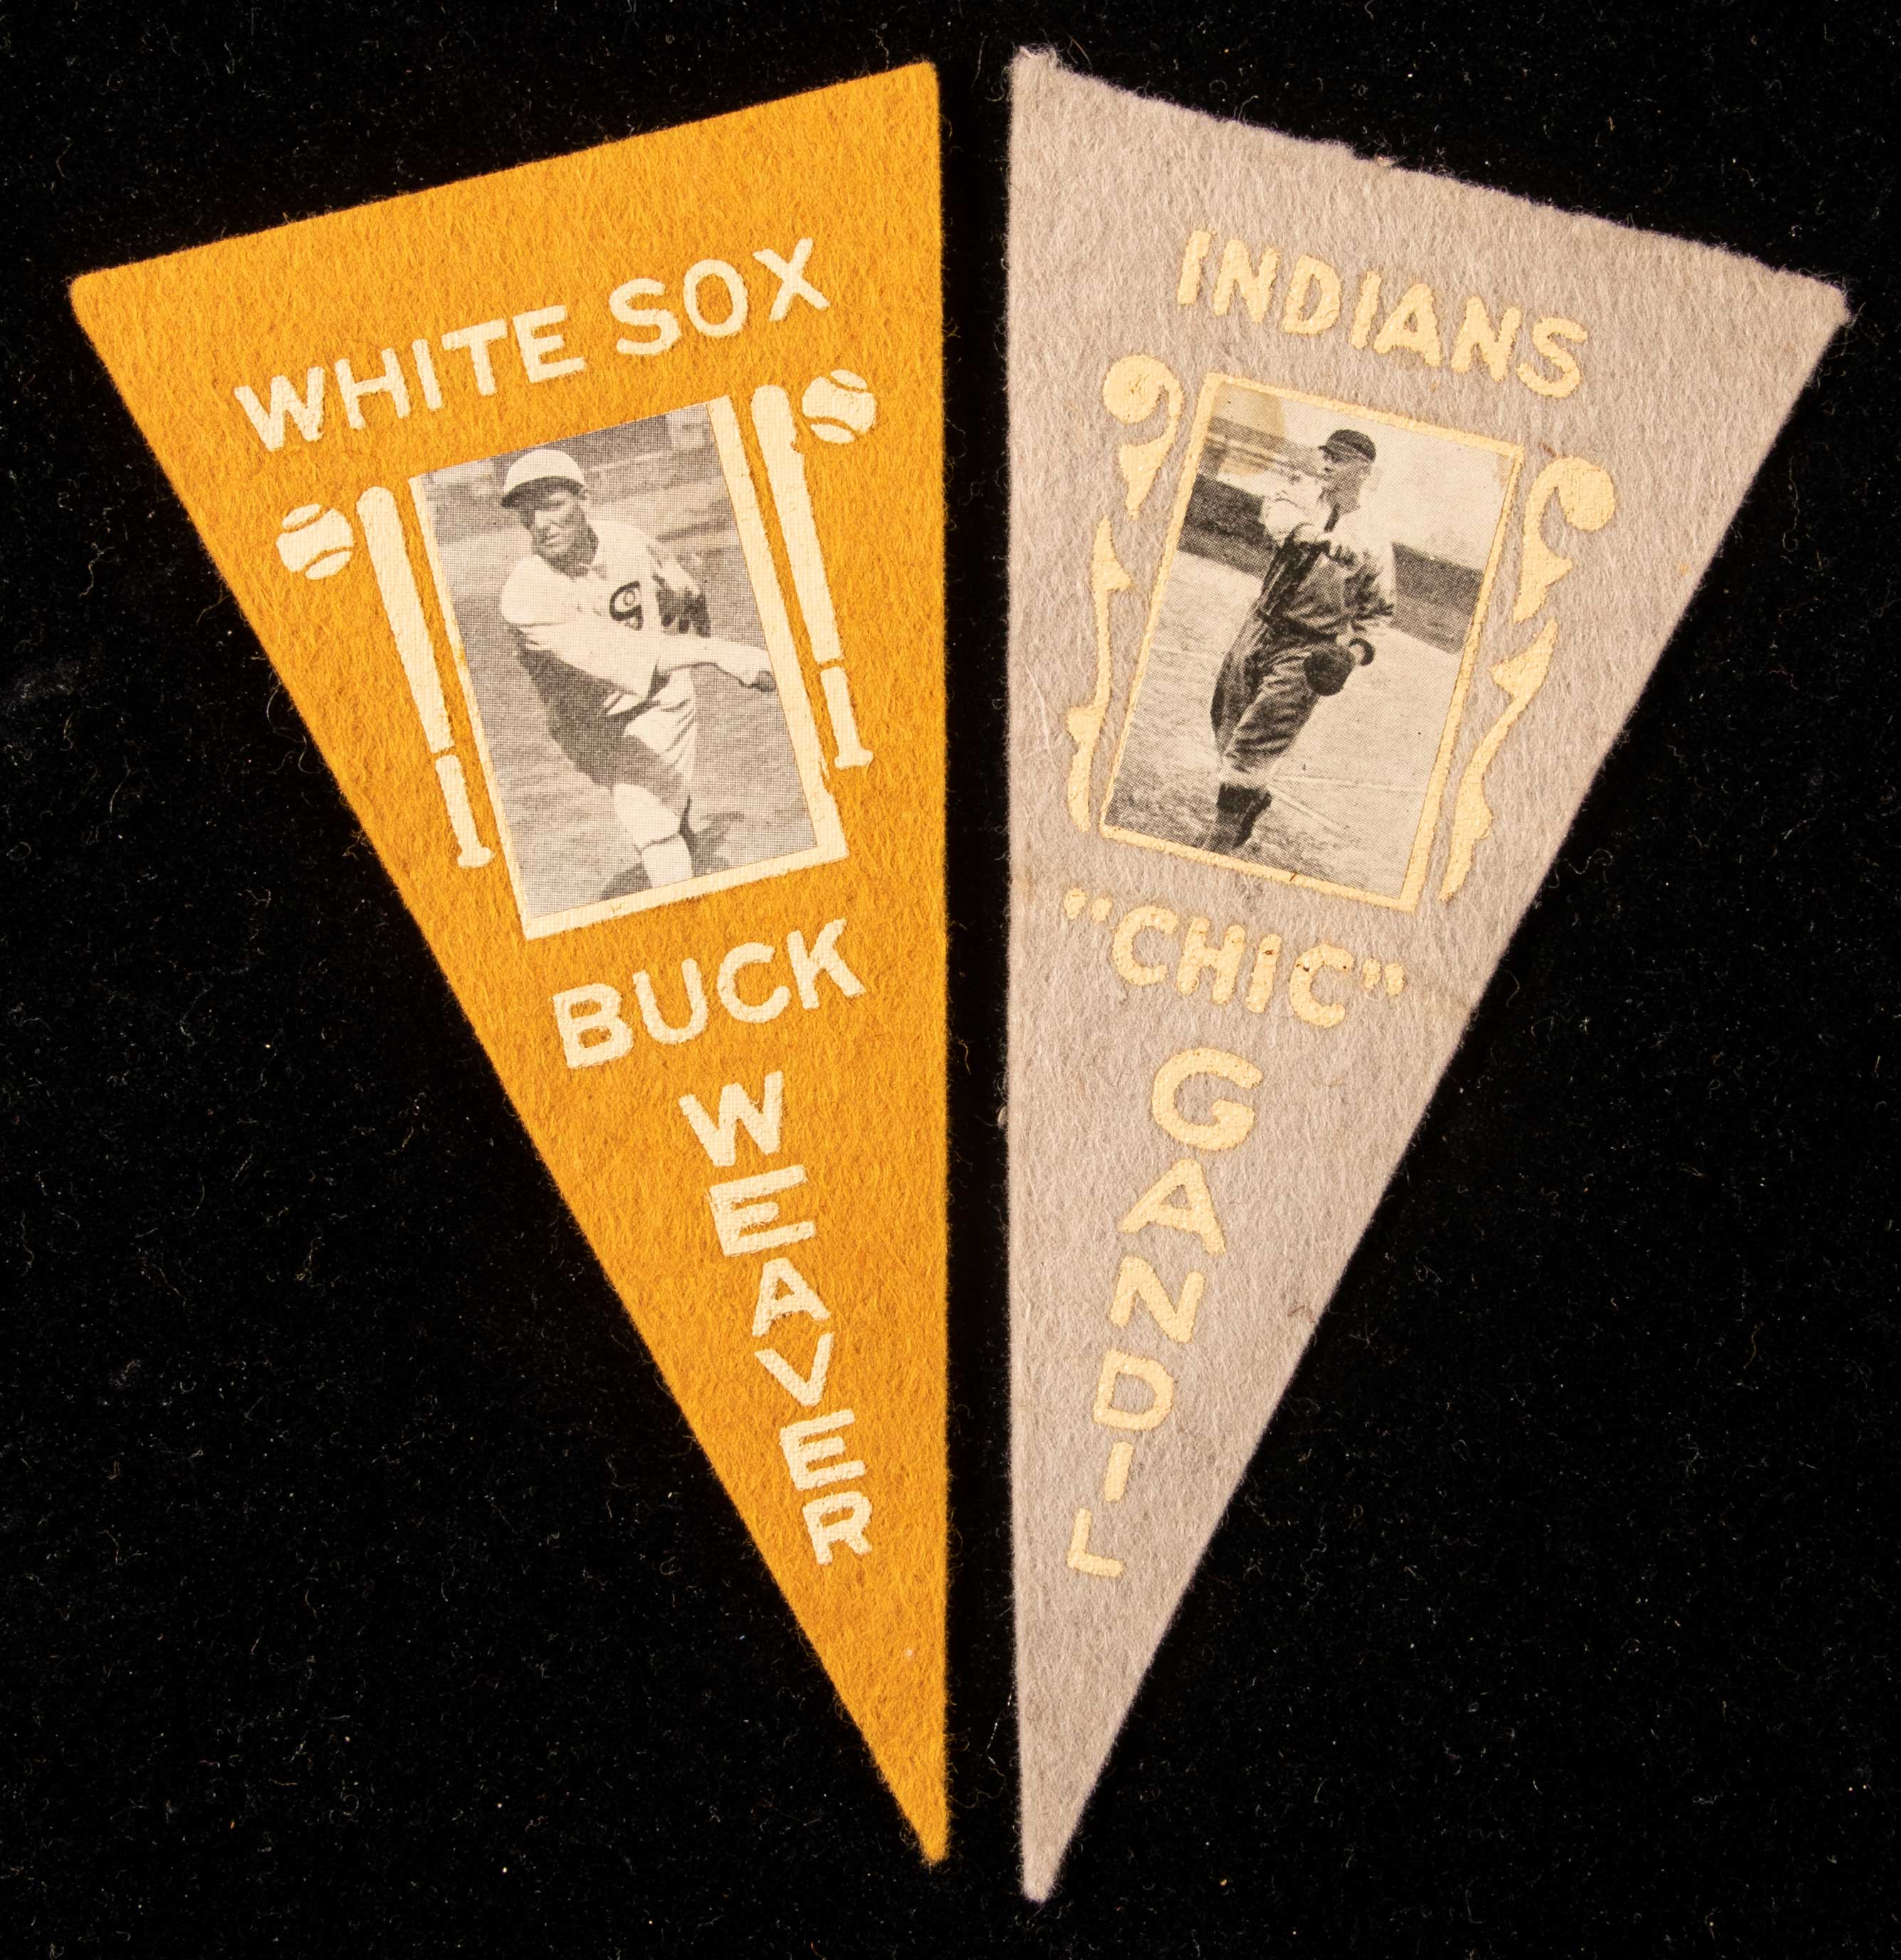 WHITE SOX
BUCK
WEAVER
INDIANS
"CHIC"
GANDIL